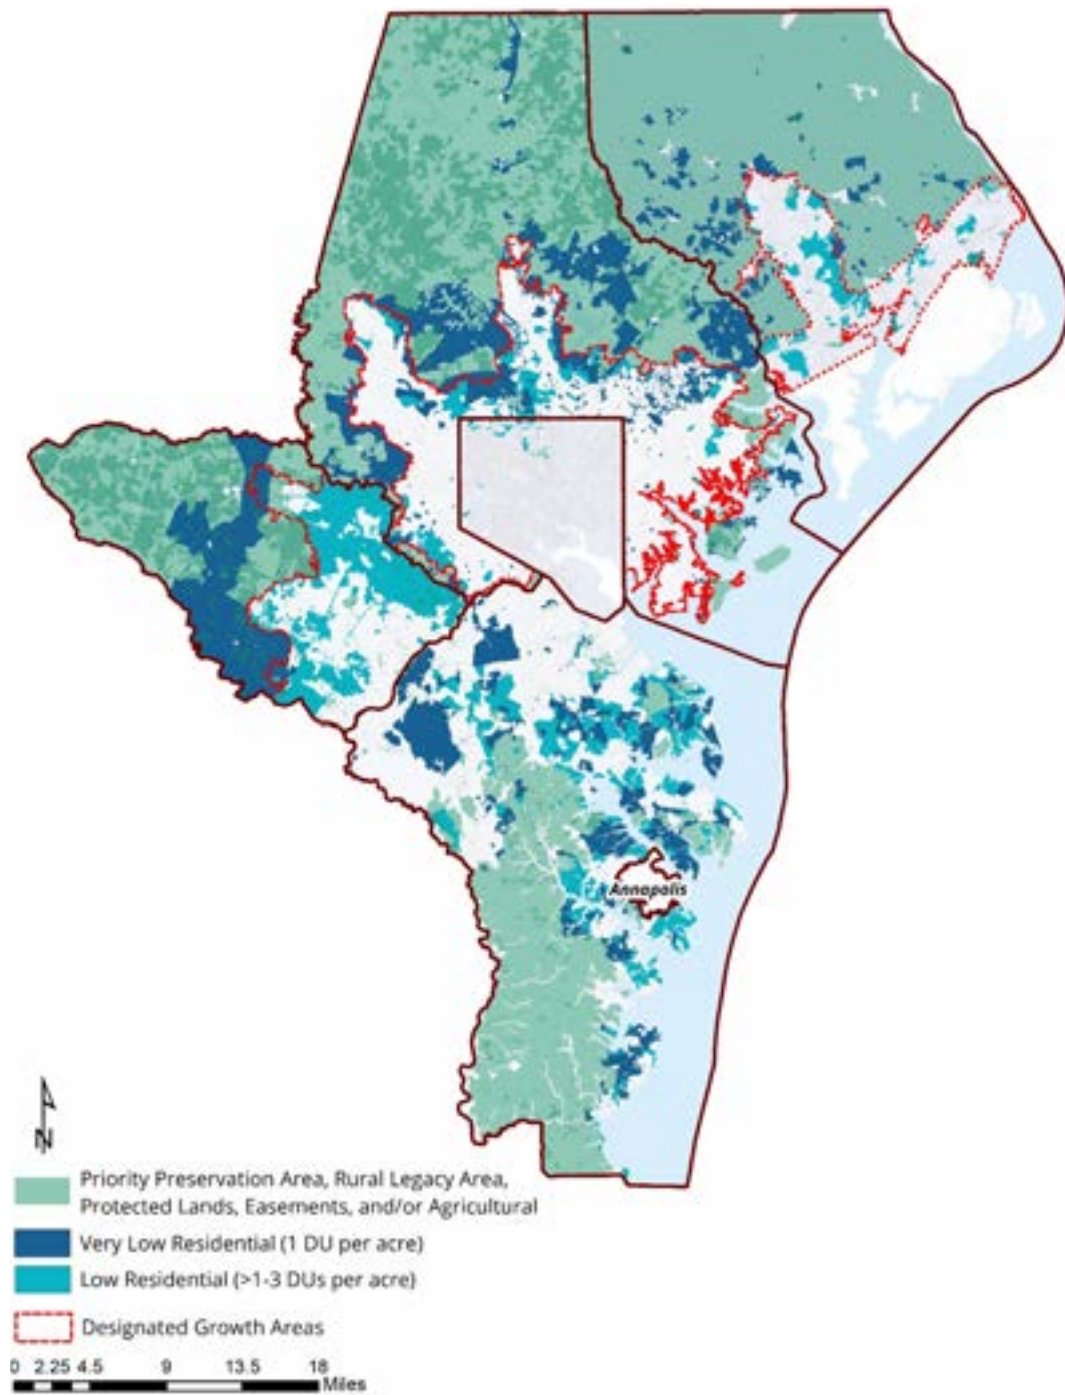 Annapolis
N
Priority Preservation Area, Rural Legacy Area,
Protected Lands, Easements, and/or Agricultural
Very Low Residential (1 DU per acre)
Low Residential (>1-3 DUs per acre)
Designated Growth Areas
0 2.25 4.5 9 13.5 18
Miles